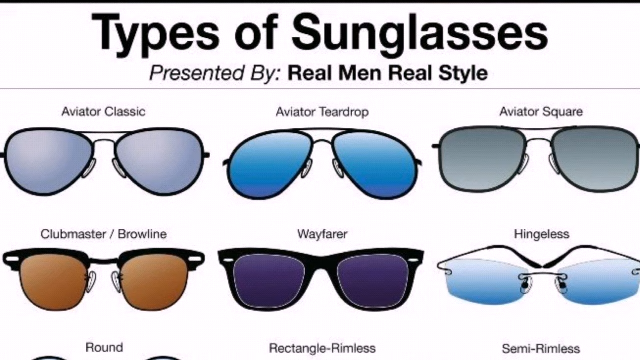 Types of Sunglasses
Presented By: Real Men Real Style
Aviator Classic
Aviator Teardrop
Aviator Square
Clubmaster / Browline
Wayfarer
Hingeless
Round
Rectangle-Rimless
Semi-Rimless